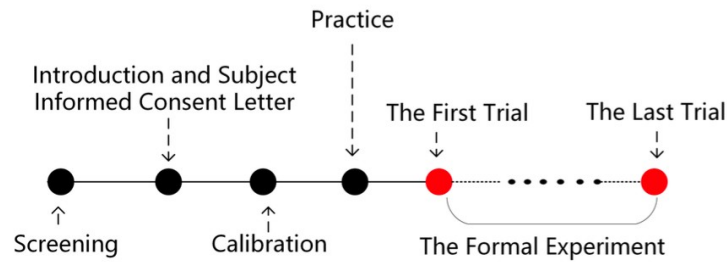 Practice
Introduction and Subject
Informed Consent Letter
The First Trial
The Last Trial
Screening
Calibration
The Formal Experiment